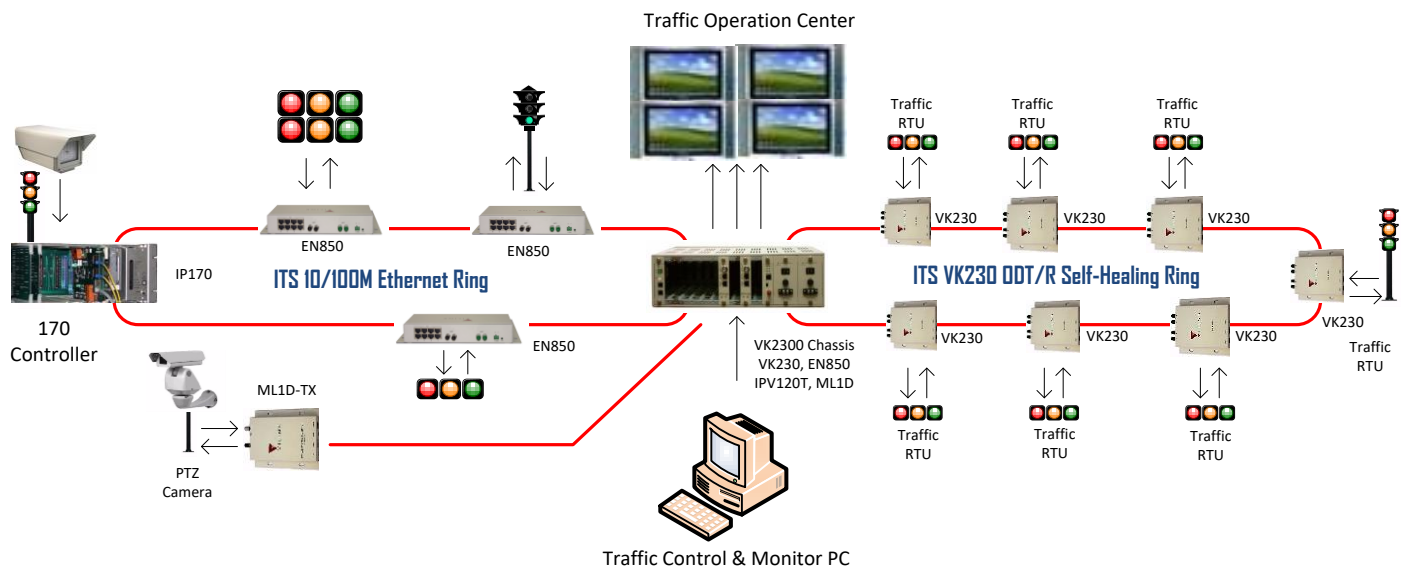 Traffic Operation Center
Traffic
RTU
Traffic
RTU
Traffic
RTU
VK230
VK230
VK230
EN850
EN850
IP170
ITS 10/100M Ethernet Ring
ITS VK230 ODT/R Self-Healing Ring
170
Controller
EN850
VK230
VK230
VK230
VK230
Traffic
RTU
VK2300 Chassis
VK230, EN850
IPV120T, ML1D
ML1D-TX
PTZ
Camera
Traffic
RTU
Traffic
RTU
Traffic
RTU
Traffic Control & Monitor PC